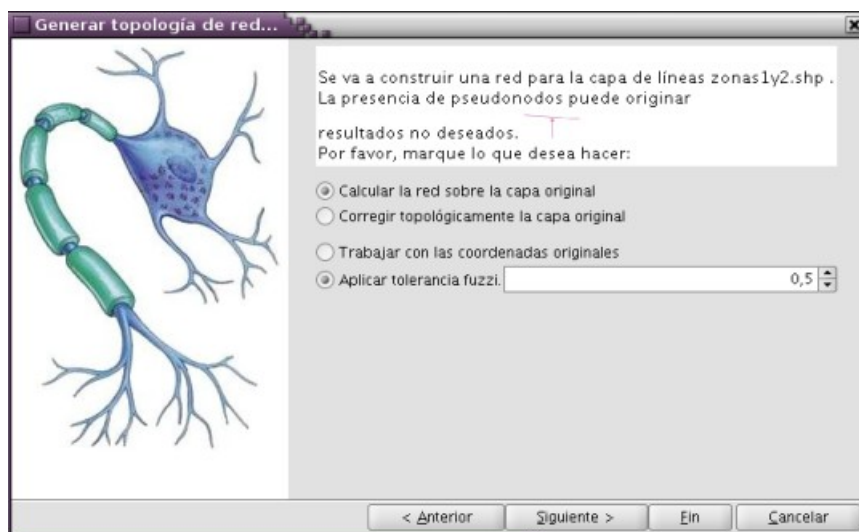 Generar topología de red...
Se va a construir una red para la capa de líneas zonas1y2.shp .
La presencia de pseudonodos puede originar
resultados no deseados.
Por favor, marque lo que desea hacer:
Calcular la red sobre la capa original
Corregir topológicamente la capa original
Trabajar con las coordenadas originales
Aplicar tolerancia fuzzi. 0,5
< Anterior Siguiente > Fin Cancelar